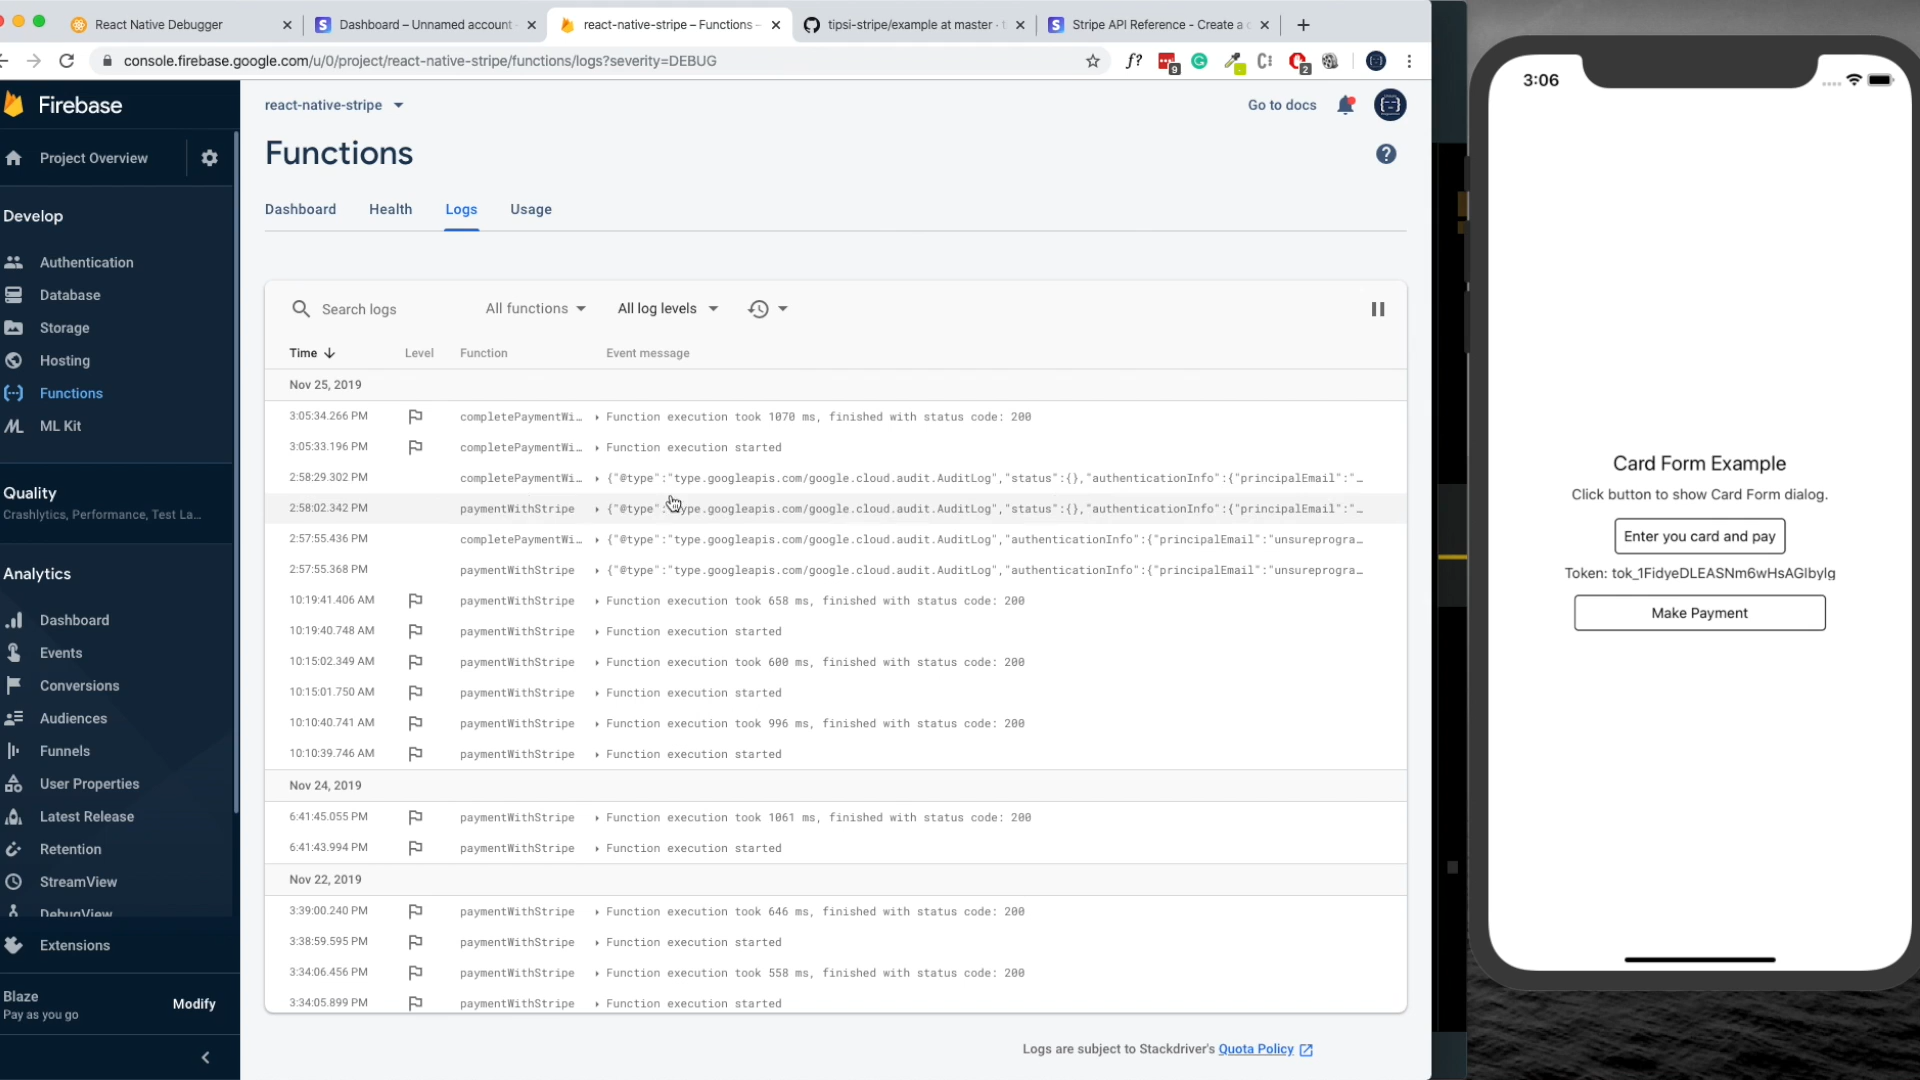 React Native Debugger
Dashboard – Unnamed account
react-native-stripe – Functions –
tipsi-stripe/example at master ·
Stripe API Reference - Create a
console.firebase.google.com/u/0/project/react-native-stripe/functions/logs?severity=DEBUG
f?
9
2
Firebase
Project Overview
Develop
Authentication
Database
Storage
Hosting
Functions
ML Kit
Quality
Crashlytics, Performance, Test La...
Analytics
Dashboard
Events
Conversions
Audiences
Funnels
User Properties
Latest Release
Retention
StreamView
DebugView
Extensions
Blaze
Pay as you go
Modify
react-native-stripe
Go to docs
Functions
Dashboard Health Logs Usage
Search logs
All functions
All log levels
Time Level Function Event message
Nov 25, 2019
3:05:34.266 PM completePaymentWi… Function execution took 1070 ms, finished with status code: 200
3:05:33.196 PM completePaymentWi… Function execution started
2:58:29.302 PM completePaymentWi… {"@type":"type.googleapis.com/google.cloud.audit.AuditLog","status":{},"authenticationInfo":{"principalEmail":"…
2:58:02.342 PM paymentWithStripe {"@type":"type.googleapis.com/google.cloud.audit.AuditLog","status":{},"authenticationInfo":{"principalEmail":"…
2:57:55.436 PM completePaymentWi… {"@type":"type.googleapis.com/google.cloud.audit.AuditLog","authenticationInfo":{"principalEmail":"unsureprogra…
2:57:55.368 PM paymentWithStripe {"@type":"type.googleapis.com/google.cloud.audit.AuditLog","authenticationInfo":{"principalEmail":"unsureprogra…
10:19:41.406 AM paymentWithStripe Function execution took 658 ms, finished with status code: 200
10:19:40.748 AM paymentWithStripe Function execution started
10:15:02.349 AM paymentWithStripe Function execution took 600 ms, finished with status code: 200
10:15:01.750 AM paymentWithStripe Function execution started
10:10:40.741 AM paymentWithStripe Function execution took 996 ms, finished with status code: 200
10:10:39.746 AM paymentWithStripe Function execution started
Nov 24, 2019
6:41:45.055 PM paymentWithStripe Function execution took 1061 ms, finished with status code: 200
6:41:43.994 PM paymentWithStripe Function execution started
Nov 22, 2019
3:39:00.240 PM paymentWithStripe Function execution took 646 ms, finished with status code: 200
3:38:59.595 PM paymentWithStripe Function execution started
3:34:06.456 PM paymentWithStripe Function execution took 558 ms, finished with status code: 200
3:34:05.899 PM paymentWithStripe Function execution started
Logs are subject to Stackdriver's Quota Policy
3:06
Card Form Example
Click button to show Card Form dialog.
Enter you card and pay
Token: tok_1FidyeDLEASNm6wHsAGIbylg
Make Payment